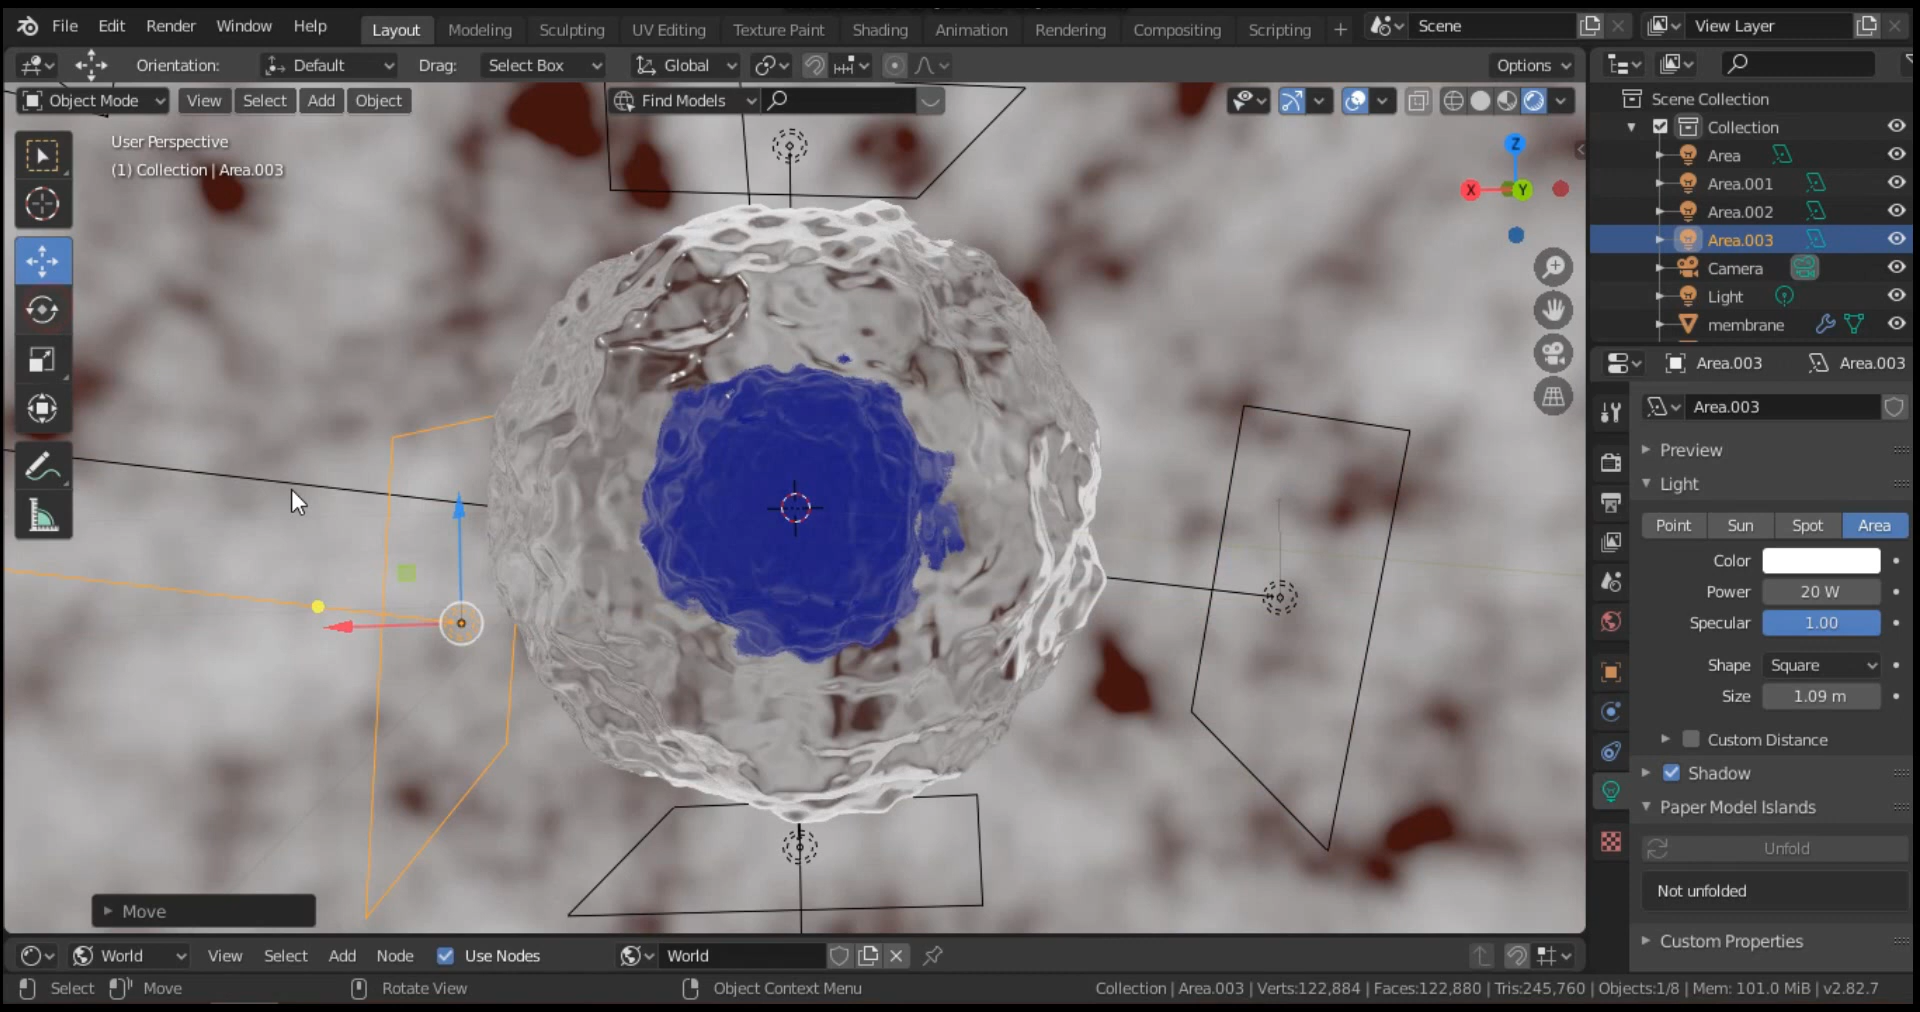 File Edit Render Window Help Layout Modeling Sculpting UV Editing Texture Paint Shading Animation Rendering Compositing Scripting + Scene View Layer
Orientation: Default Drag: Select Box Global Options
Object Mode View Select Add Object Find Models
User Perspective
(1) Collection | Area.003
Z
X
Y
Scene Collection
Collection
Area
Area.001
Area.002
Area.003
Camera
Light
membrane
Area.003 Area.003
Area.003
Preview
Light
Point Sun Spot Area
Color
Power 20 W
Specular 1.00
Shape Square
Size 1.09 m
Custom Distance
Shadow
Paper Model Islands
Unfold
Not unfolded
Custom Properties
Move
World View Select Add Node Use Nodes World
Select Move Rotate View Object Context Menu Collection | Area.003 | Verts:122,884 | Faces:122,880 | Tris:245,760 | Objects:1/8 | Mem: 101.0 MiB | v2.82.7